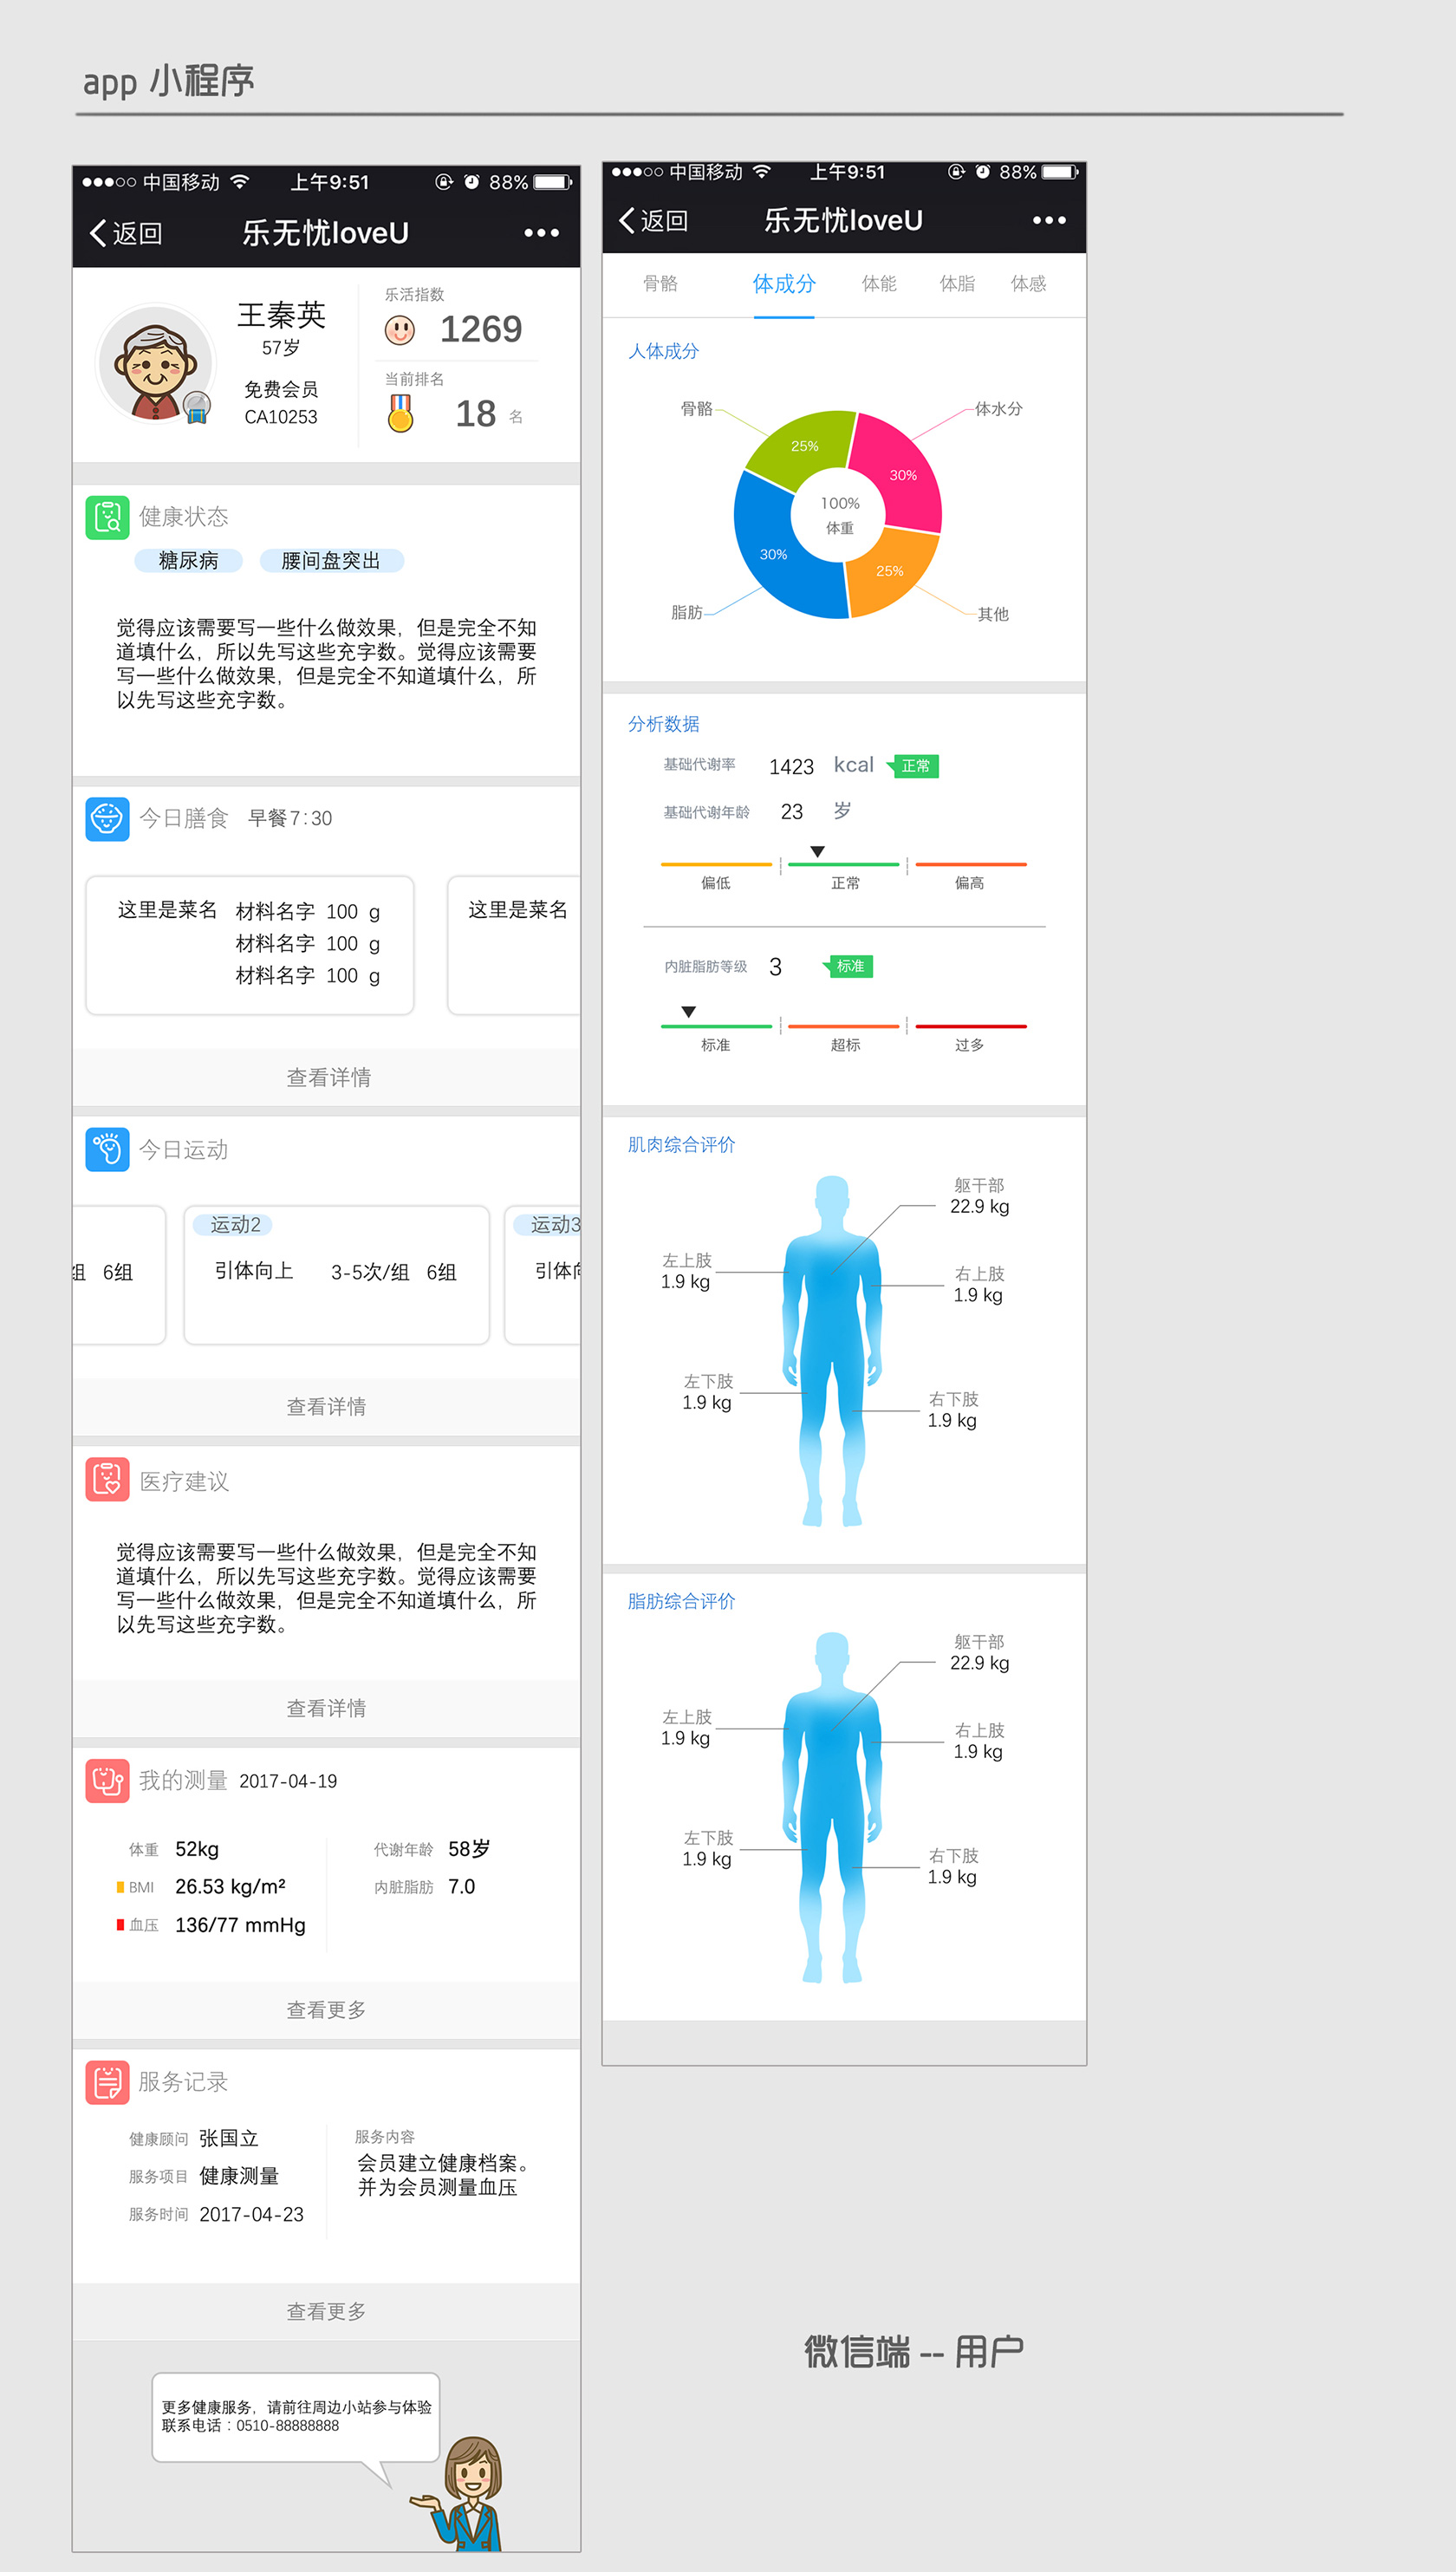 app 小程序
中国移动 上午9:51 88%
返回 乐无忧loveU
王秦英
57岁
免费会员
CA10253
乐活指数
1269
当前排名
18 名
健康状态
糖尿病 腰间盘突出
觉得应该需要写一些什么做效果，但是完全不知
道填什么，所以先写这些充字数。觉得应该需要
写一些什么做效果，但是完全不知道填什么，所
以先写这些充字数。
今日膳食 早餐7:30
这里是菜名 材料名字 100 g
材料名字 100 g
材料名字 100 g
这里是菜名
查看详情
今日运动
组 6组
运动2
引体向上 3-5次/组 6组
运动3
引体向
查看详情
医疗建议
觉得应该需要写一些什么做效果，但是完全不知
道填什么，所以先写这些充字数。觉得应该需要
写一些什么做效果，但是完全不知道填什么，所
以先写这些充字数。
查看详情
我的测量 2017-04-19
体重 52kg
BMI 26.53 kg/m²
血压 136/77 mmHg
代谢年龄 58岁
内脏脂肪 7.0
查看更多
服务记录
健康顾问 张国立
服务项目 健康测量
服务时间 2017-04-23
服务内容
会员建立健康档案。
并为会员测量血压
查看更多
更多健康服务，请前往周边小站参与体验
联系电话：0510-88888888
中国移动 上午9:51 88%
返回 乐无忧loveU
骨骼 体成分 体能 体脂 体感
人体成分
骨骼 体水分
25%
30%
100%
体重
30%
25%
脂肪 其他
分析数据
基础代谢率 1423 kcal 正常
基础代谢年龄 23 岁
偏低 正常 偏高
内脏脂肪等级 3 标准
标准 超标 过多
肌肉综合评价
躯干部
22.9 kg
左上肢
1.9 kg
右上肢
1.9 kg
左下肢
1.9 kg
右下肢
1.9 kg
脂肪综合评价
躯干部
22.9 kg
左上肢
1.9 kg
右上肢
1.9 kg
左下肢
1.9 kg
右下肢
1.9 kg
微信端 -- 用户